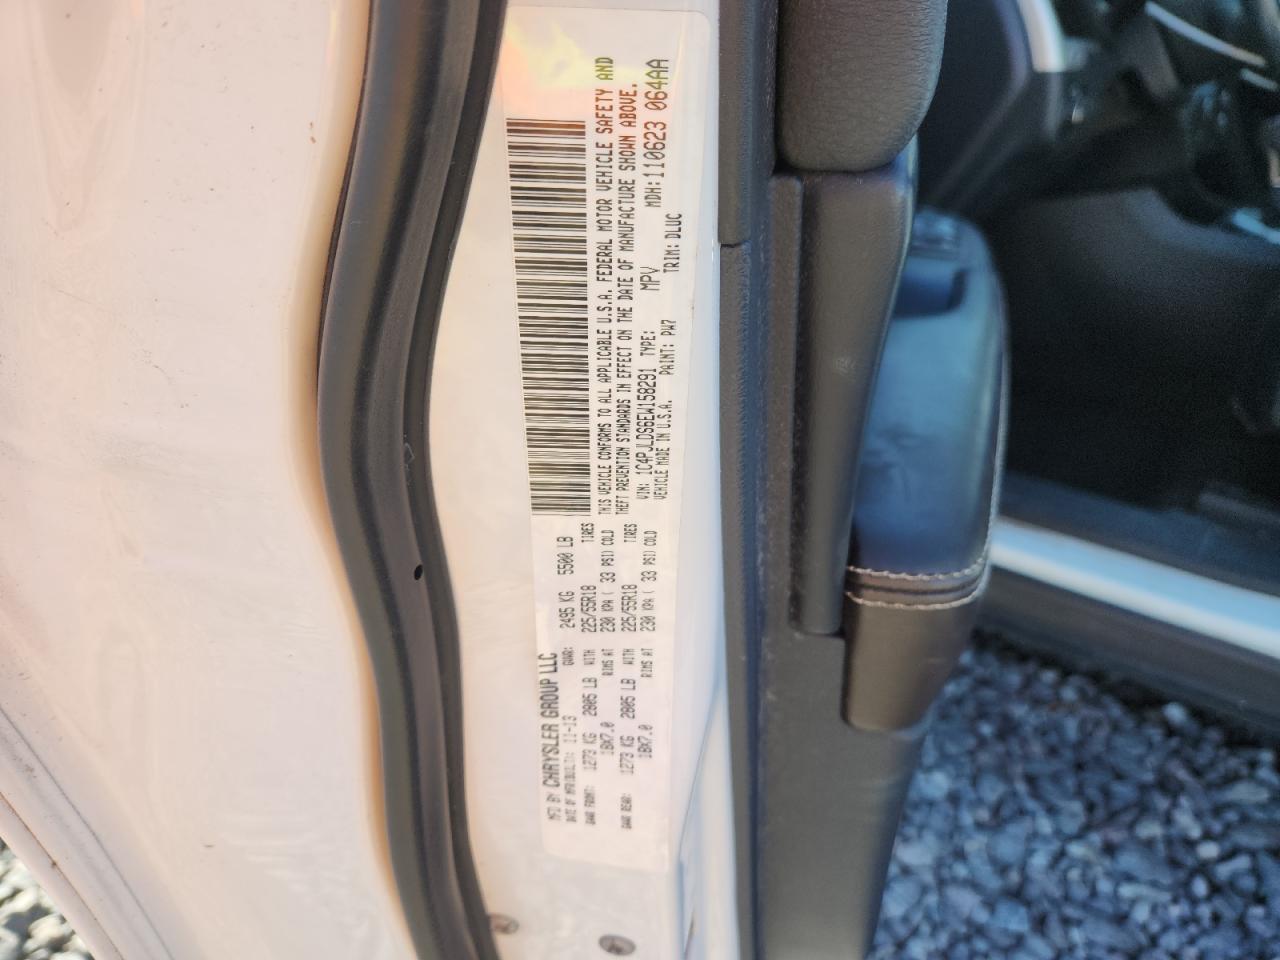 MFD BY CHRYSLER GROUP LLC
DATE OF MFR/BUILT: 11-13 GVWR: 2495 KG 5500 LB
GAWR FRONT: 1273 KG 2805 LB WITH 225/55R18 TIRES
18X7.0 RIMS AT 230 KPA ( 33 PSI) COLD
GAWR REAR: 1273 KG 2805 LB WITH 225/55R18 TIRES
18X7.0 RIMS AT 230 KPA ( 33 PSI) COLD
THIS VEHICLE CONFORMS TO ALL APPLICABLE U.S.A. FEDERAL MOTOR VEHICLE SAFETY AND
THEFT PREVENTION STANDARDS IN EFFECT ON THE DATE OF MANUFACTURE SHOWN ABOVE.
VIN: 1C4PJLDS6EW158291 TYPE: MPV MDH: 110623 064AA
VEHICLE MADE IN U.S.A. PAINT: PW7 TRIM: DLUC